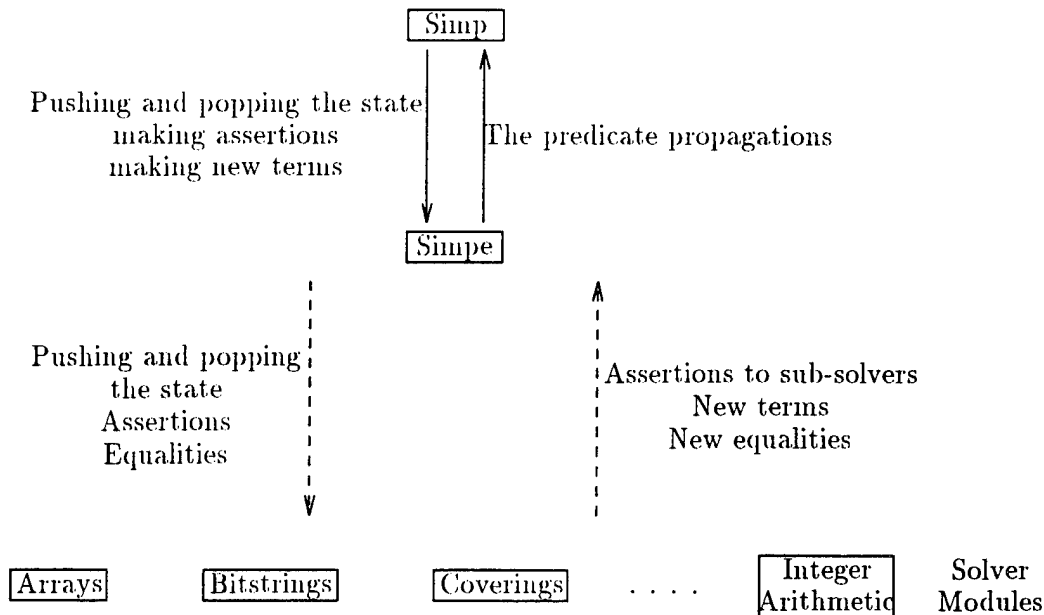 Simp
Pushing and popping the state
making assertions
making new terms
The predicate propagations
Simpe
Pushing and popping
the state
Assertions
Equalities
Assertions to sub-solvers
New terms
New equalities
Arrays
Bitstrings
Coverings
. . . .
Integer
Arithmetic
Solver
Modules